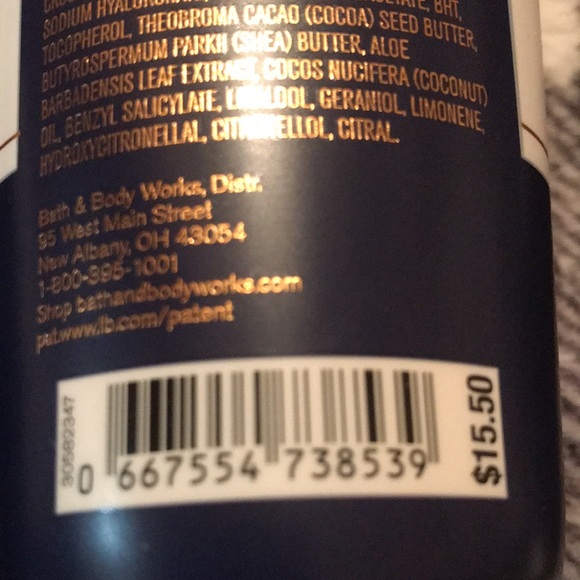 SODIUM HYALURONATE, BHT,
TOCOPHEROL, THEOBROMA CACAO (COCOA) SEED BUTTER,
BUTYROSPERMUM PARKII (SHEA) BUTTER, ALOE
BARBADENSIS LEAF EXTRACT, COCOS NUCIFERA (COCONUT)
OIL, BENZYL SALICYLATE, LINALOOL, GERANIOL, LIMONENE,
HYDROXYCITRONELLAL, CITRONELLOL, CITRAL.
Bath & Body Works, Distr.
95 West Main Street
New Albany, OH 43054
1-800-395-1001
Shop bathandbodyworks.com
pat.www.lb.com/patent
30582347
0 667554 738539
$15.50